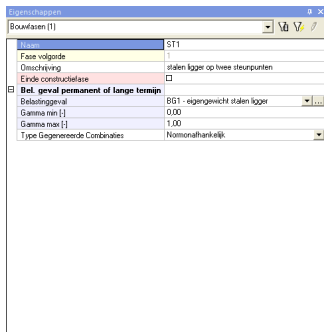 Eigenschappen
Bouwfasen (1)
Naam ST1
Fase volgorde 1
Omschrijving stalen ligger op twee steunpunten
Einde constructiefase
Bel. geval permanent of lange termijn
Belastinggeval BG1 - eigengewicht stalen ligger
Gamma min [-] 0,00
Gamma max [-] 1,00
Type Gegenereerde Combinaties Normonafhankelijk